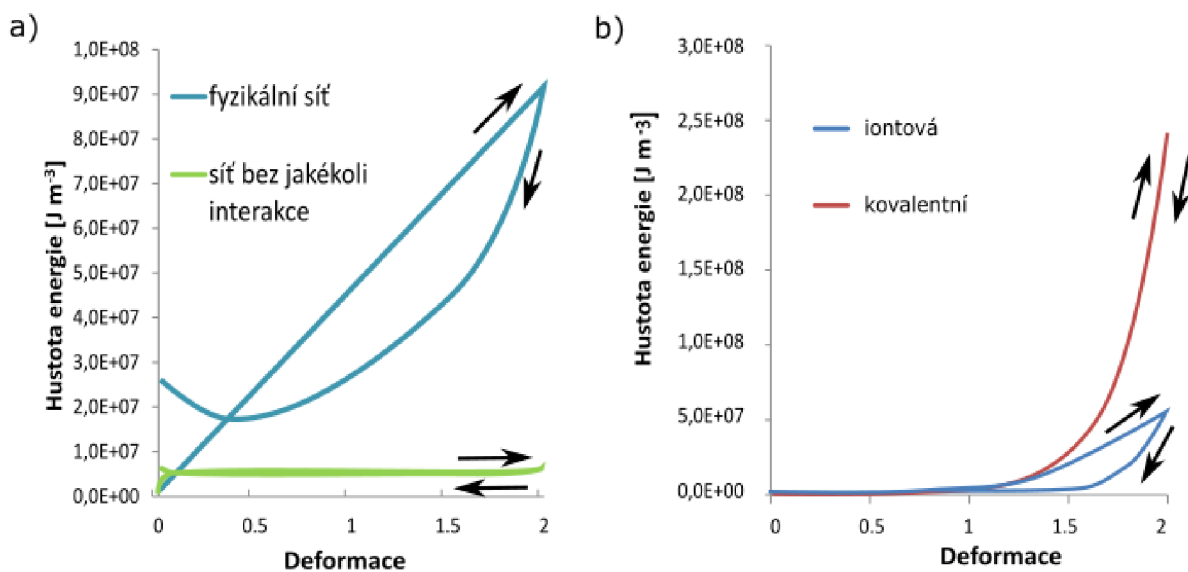 a)
Hustota energie [J m⁻³]
1,0E+08
9,0E+07
8,0E+07
7,0E+07
6,0E+07
5,0E+07
4,0E+07
3,0E+07
2,0E+07
1,0E+07
0,0E+00
fyzikální síť
síť bez jakékoli
interakce
0 0.5 1 1.5 2
Deformace
b)
Hustota energie [J m⁻³]
3,0E+08
2,5E+08
2,0E+08
1,5E+08
1,0E+08
5,0E+07
0,0E+00
iontová
kovalentní
0 0.5 1 1.5 2
Deformace